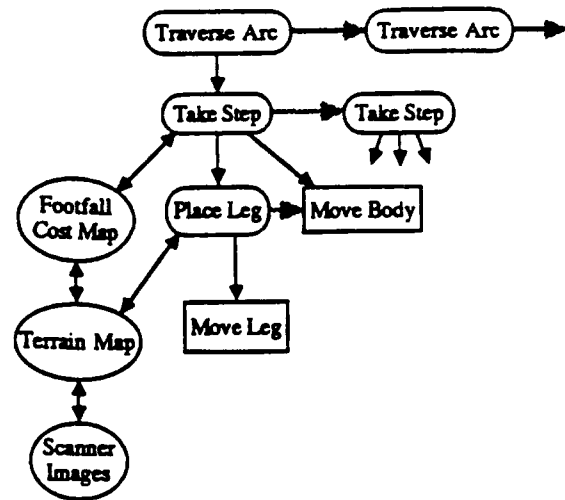 Traverse Arc
Traverse Arc
Take Step
Take Step
Footfall
Cost Map
Place Leg
Move Body
Terrain Map
Move Leg
Scanner
Images